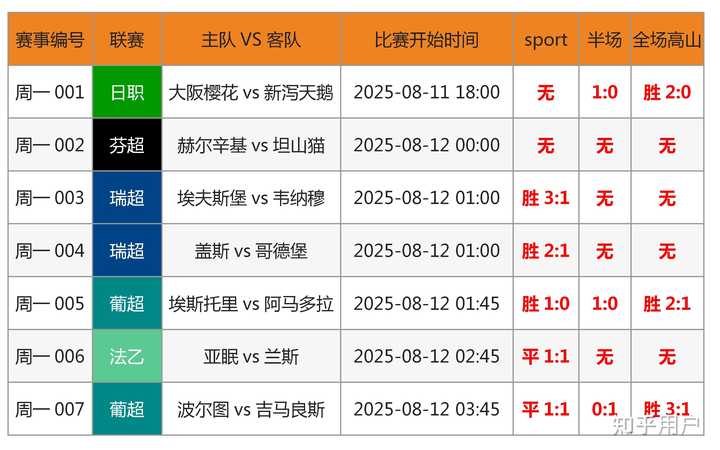 赛事编号 联赛 主队 VS 客队 比赛开始时间 sport 半场 全场高山
周一 001 日职 大阪樱花 vs 新泻天鹅 2025-08-11 18:00 无 1:0 胜 2:0
周一 002 芬超 赫尔辛基 vs 坦山猫 2025-08-12 00:00 无 无 无
周一 003 瑞超 埃夫斯堡 vs 韦纳穆 2025-08-12 01:00 胜 3:1 无 无
周一 004 瑞超 盖斯 vs 哥德堡 2025-08-12 01:00 胜 2:1 无 无
周一 005 葡超 埃斯托里 vs 阿马多拉 2025-08-12 01:45 胜 1:0 1:0 胜 2:1
周一 006 法乙 亚眠 vs 兰斯 2025-08-12 02:45 平 1:1 无 无
周一 007 葡超 波尔图 vs 吉马良斯 2025-08-12 03:45 平 1:1 0:1 胜 3:1
知乎用户